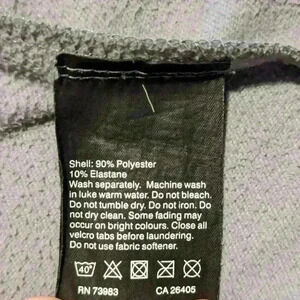 Shell: 90% Polyester
10% Elastane
Wash separately. Machine wash
in luke warm water. Do not bleach.
Do not tumble dry. Do not iron. Do
not dry clean. Some fading may
occur on bright colours. Close all
velcro tabs before laundering.
Do not use fabric softener.
40°
RN 73983 CA 26405